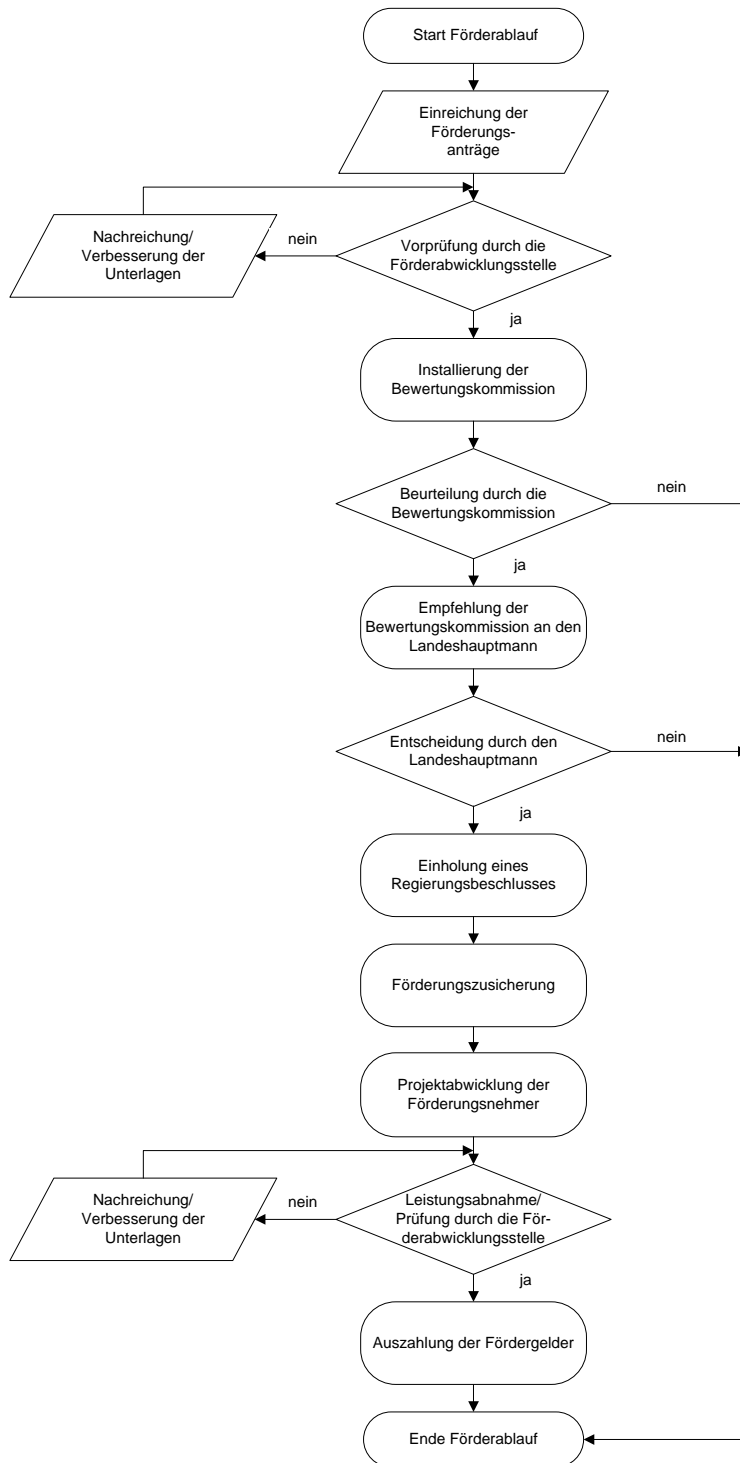 Start Förderablauf
Einreichung der
Förderungs-
anträge
Nachreichung/
Verbesserung der
Unterlagen
nein
Vorprüfung durch die
Förderabwicklungsstelle
ja
Installierung der
Bewertungskommission
Beurteilung durch die
Bewertungskommission
nein
ja
Empfehlung der
Bewertungskommission an den
Landeshauptmann
Entscheidung durch den
Landeshauptmann
nein
ja
Einholung eines
Regierungsbeschlusses
Förderungszusicherung
Projektabwicklung der
Förderungsnehmer
Nachreichung/
Verbesserung der
Unterlagen
nein
Leistungsabnahme/
Prüfung durch die För-
derabwicklungsstelle
ja
Auszahlung der Fördergelder
Ende Förderablauf